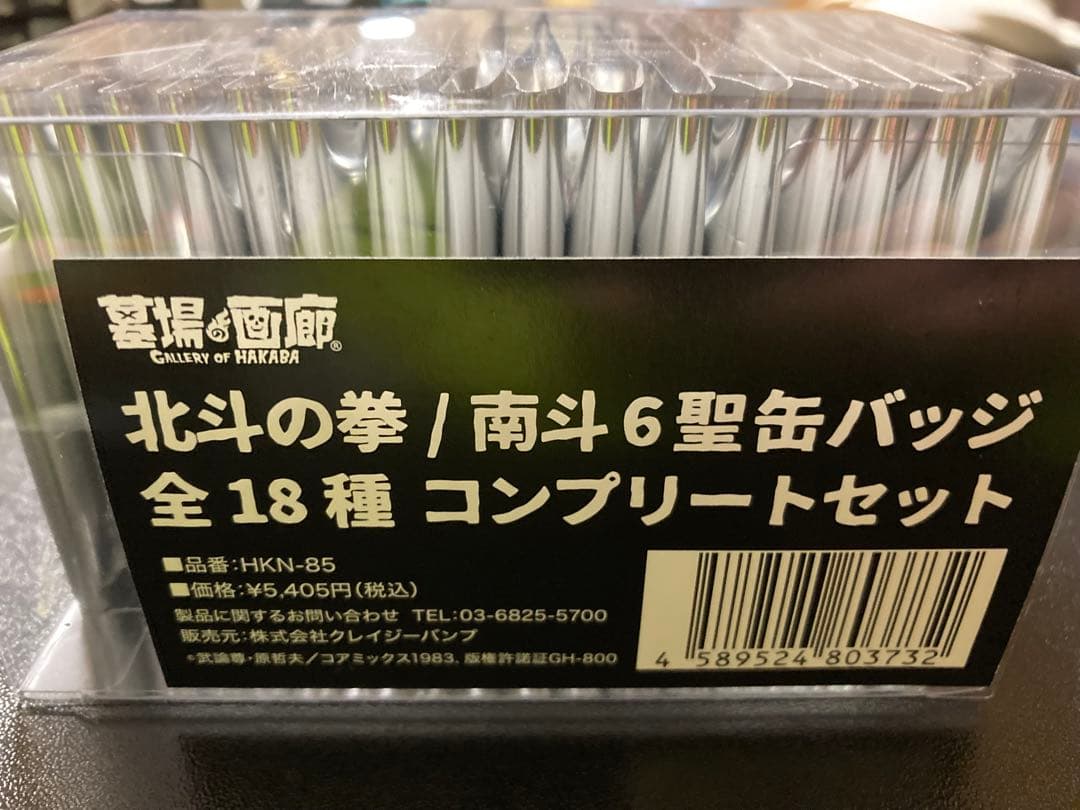 墓場の画廊®
GALLERY OF HAKABA
北斗の拳/南斗6聖缶バッジ
全18種 コンプリートセット
■品番:HKN-85
■価格:¥5,405円(税込)
製品に関するお問い合わせ TEL:03-6825-5700
販売元:株式会社クレイジーバンプ
©武論尊・原哲夫/コアミックス1983, 版権許諾証GH-800
4 589524 803732